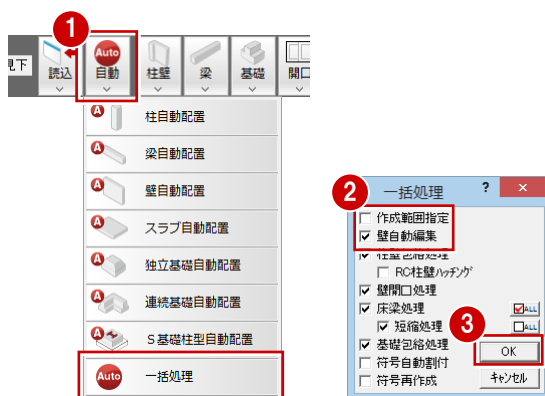 1
見下
読込
Auto
自動
柱壁
梁
基礎
開口
A
柱自動配置
A
梁自動配置
A
壁自動配置
A
スラブ自動配置
A
独立基礎自動配置
A
連続基礎自動配置
A
S基礎柱型自動配置
Auto
一括処理
2
一括処理
?
×
作成範囲指定
壁自動編集
柱壁包絡処理
RC柱壁ハッチング
壁開口処理
床梁処理
ALL
短縮処理
ALL
3
基礎包絡処理
OK
符号自動割付
符号再作成
キャンセル